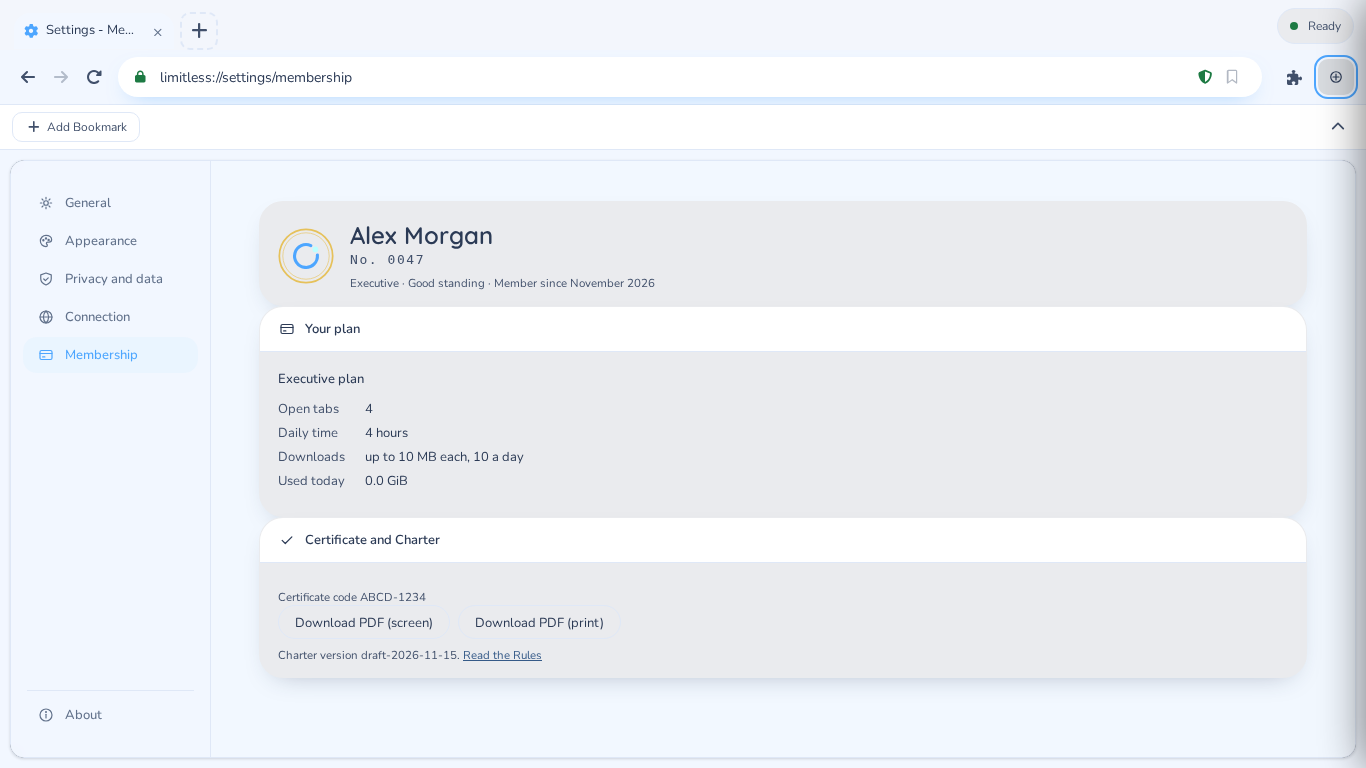 Settings - Me...
Ready
limitless://settings/membership
Add Bookmark
General
Appearance
Privacy and data
Connection
Membership
About
Alex Morgan
No. 0047
Executive · Good standing · Member since November 2026
Your plan
Executive plan
Open tabs 4
Daily time 4 hours
Downloads up to 10 MB each, 10 a day
Used today 0.0 GiB
Certificate and Charter
Certificate code ABCD-1234
Download PDF (screen) Download PDF (print)
Charter version draft-2026-11-15. Read the Rules